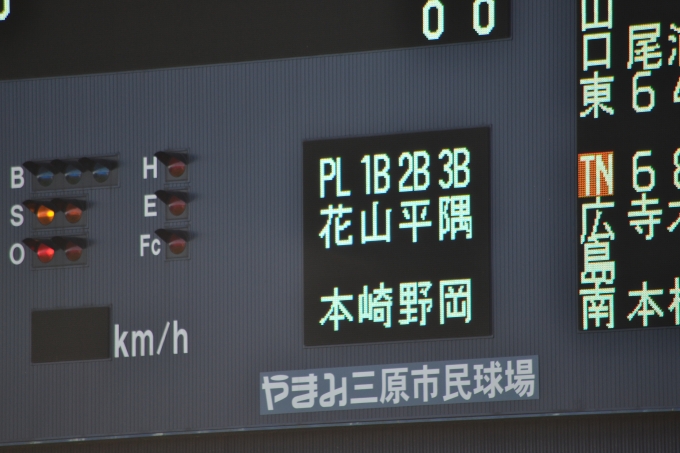 0 0
山口東 尾
6
B H
S E
O Fc
PL 1B 2B 3B
花 山 平 隅
本 崎 野 岡
TN 6 8
広島南 寺
本
km/h
やまみ三原市民球場